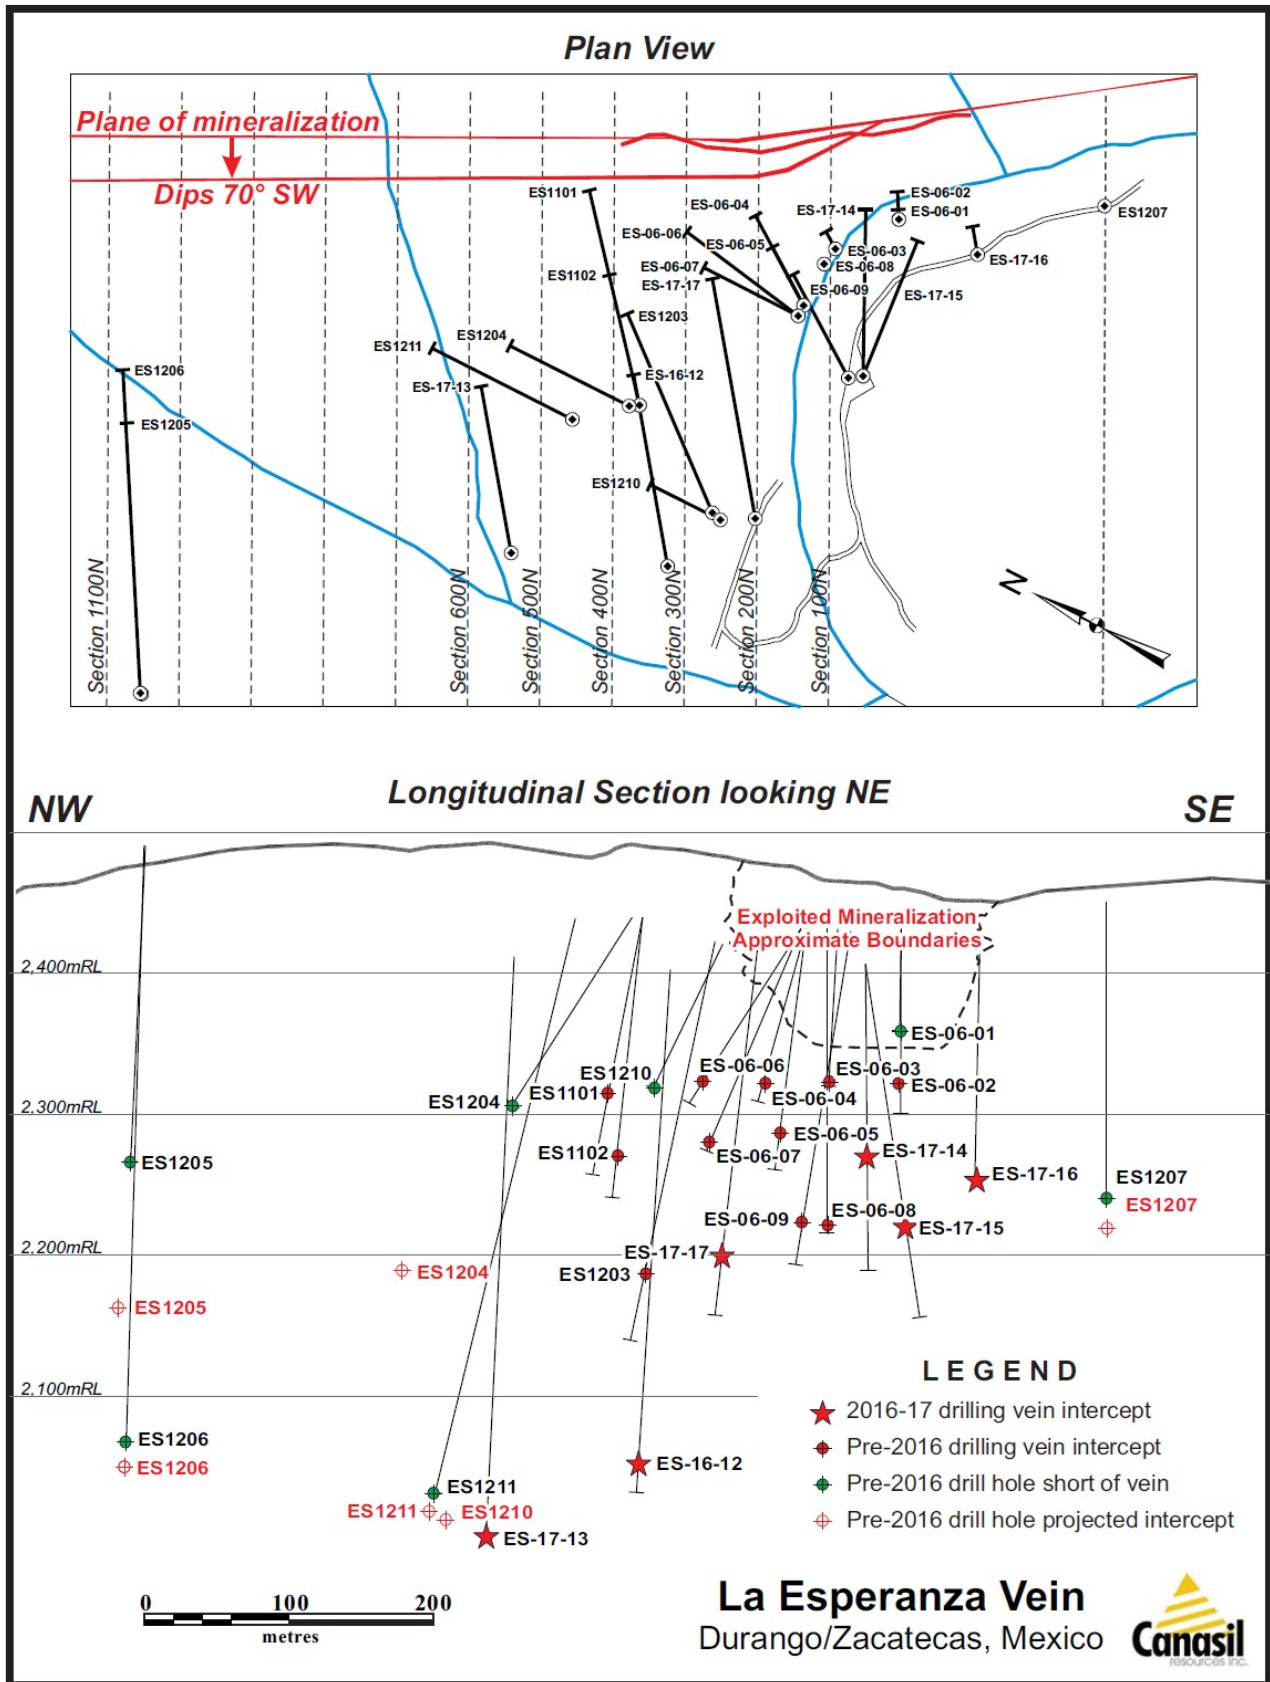 Plan View
Plane of mineralization
Dips 70° SW
ES1101
ES-06-04
ES-17-14
ES-06-02
ES-06-01
ES1207
ES-06-06
ES-06-05
ES-06-03
ES-06-08
ES-17-16
ES1102
ES-06-07
ES-17-17
ES-06-09
ES-17-15
ES1203
ES1211
ES1204
ES1206
ES-17-13
ES-16-12
ES1205
ES1210
Section 1100N
Section 600N
Section 500N
Section 400N
Section 300N
Section 200N
Section 100N
N
NW
Longitudinal Section looking NE
SE
Exploited Mineralization
Approximate Boundaries
2,400mRL
ES-06-01
ES-06-06
ES-06-03
ES1210
ES1101
ES-06-02
ES1204
ES-06-04
2,300mRL
ES-06-05
ES1102
ES-06-07
ES-17-14
ES1205
ES-17-16
ES1207
ES1207
ES-06-09
ES-06-08
ES-17-15
2,200mRL
ES-17-17
ES1204
ES1203
ES1205
2,100mRL
ES1206
ES1206
ES-16-12
ES1211
ES1211
ES1210
ES-17-13
LEGEND
2016-17 drilling vein intercept
Pre-2016 drilling vein intercept
Pre-2016 drill hole short of vein
Pre-2016 drill hole projected intercept
0 100 200
metres
La Esperanza Vein
Durango/Zacatecas, Mexico
Canasil
resources inc.